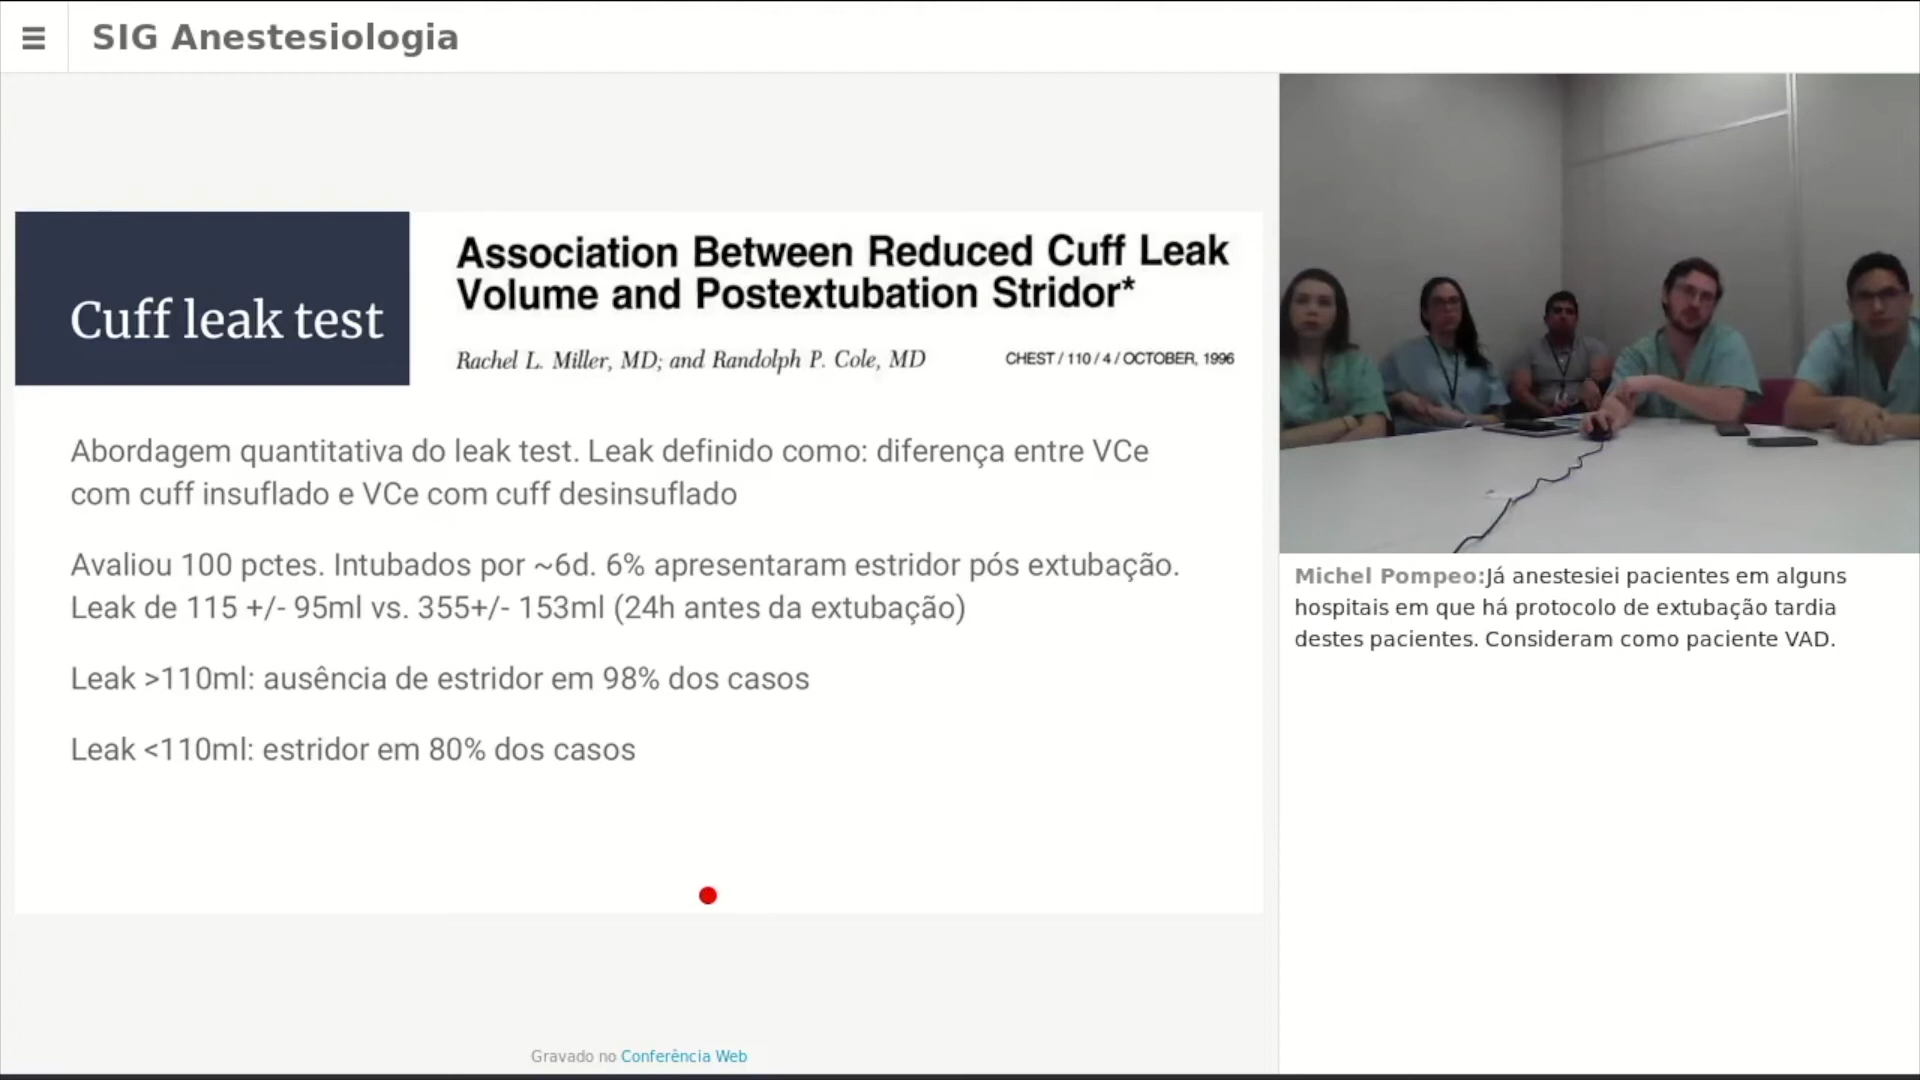 SIG Anestesiologia
Cuff leak test
Association Between Reduced Cuff Leak
Volume and Postextubation Stridor*
Rachel L. Miller, MD; and Randolph P. Cole, MD
CHEST / 110 / 4 / OCTOBER, 1996
Abordagem quantitativa do leak test. Leak definido como: diferença entre VCe
com cuff insuflado e VCe com cuff desinsuflado
Avaliou 100 pctes. Intubados por ~6d. 6% apresentaram estridor pós extubação.
Leak de 115 +/- 95ml vs. 355+/- 153ml (24h antes da extubação)
Leak >110ml: ausência de estridor em 98% dos casos
Leak <110ml: estridor em 80% dos casos
Michel Pompeo:Já anestesiei pacientes em alguns
hospitais em que há protocolo de extubação tardia
destes pacientes. Consideram como paciente VAD.
Gravado no Conferência Web